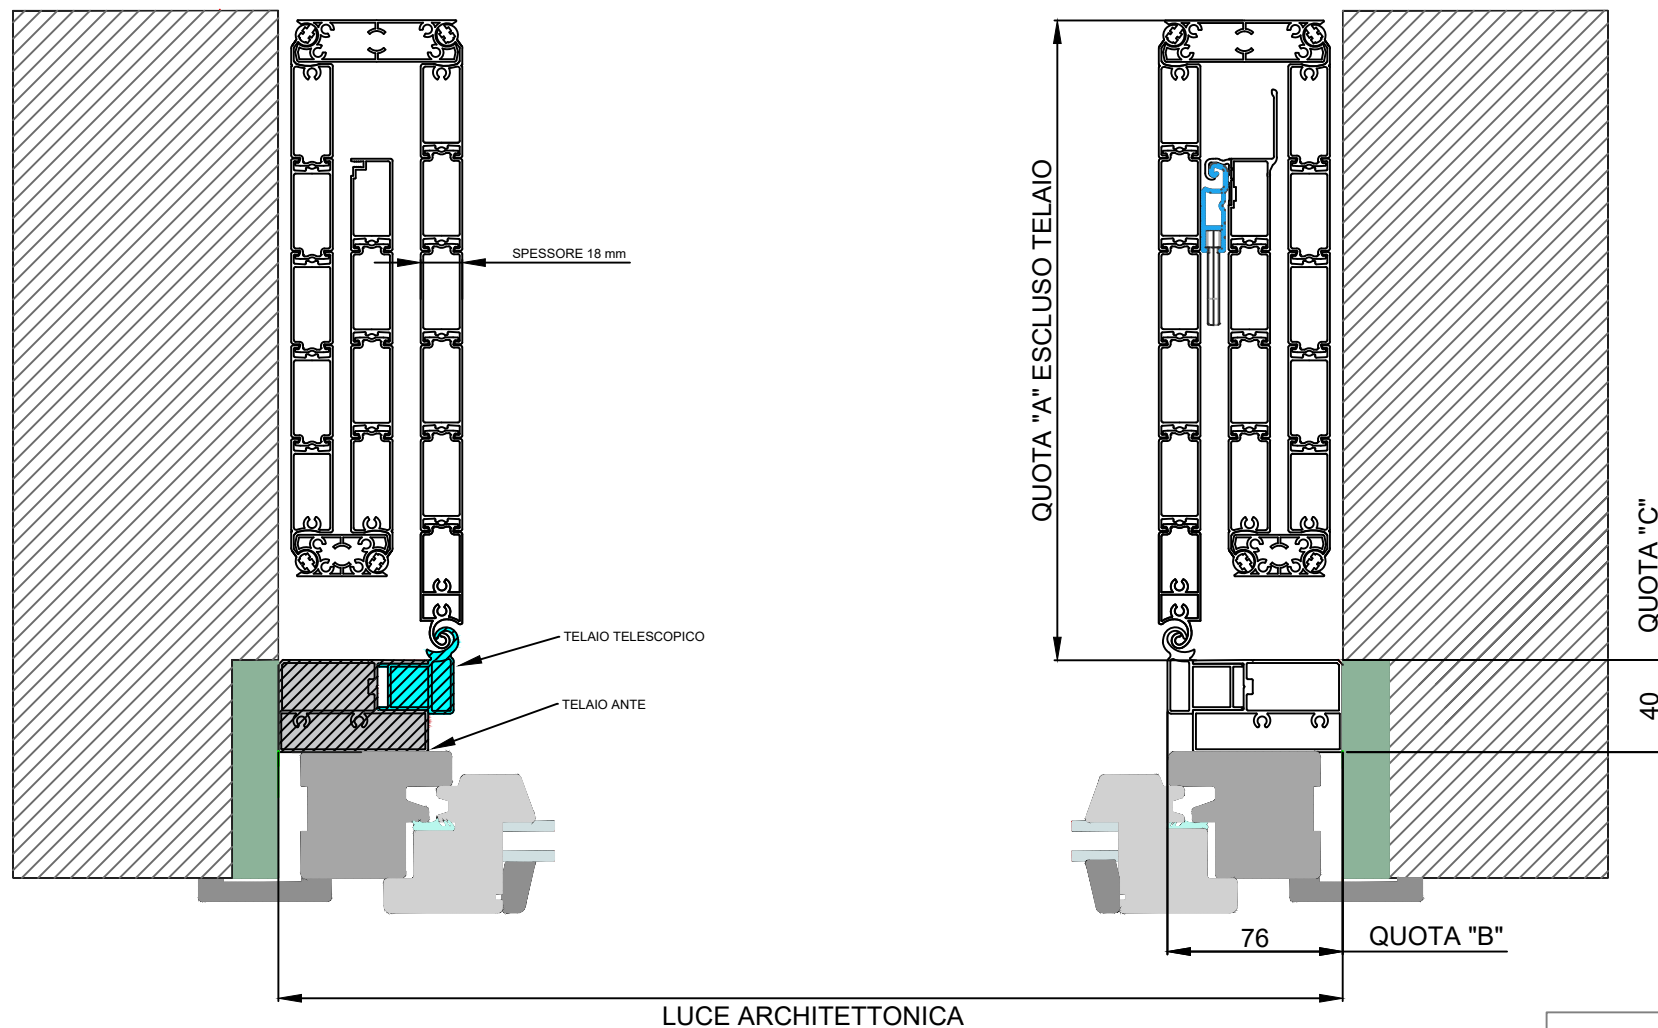 SPESSORE 18 mm
QUOTA "A" ESCLUSO TELAIO
QUOTA "C"
TELAIO TELESCOPICO
40
TELAIO ANTE
76
QUOTA "B"
LUCE ARCHITETTONICA